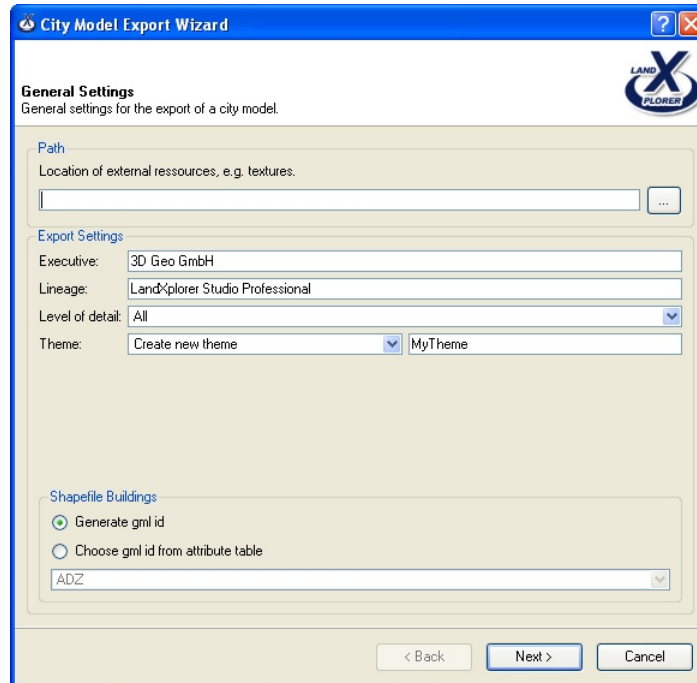 City Model Export Wizard
?
General Settings
General settings for the export of a city model.
LAND
X
PLORER
Path
Location of external ressources, e.g. textures.
...
Export Settings
Executive: 3D Geo GmbH
Lineage: LandXplorer Studio Professional
Level of detail: All
Theme: Create new theme MyTheme
Shapefile Buildings
Generate gml id
Choose gml id from attribute table
ADZ
< Back Next > Cancel